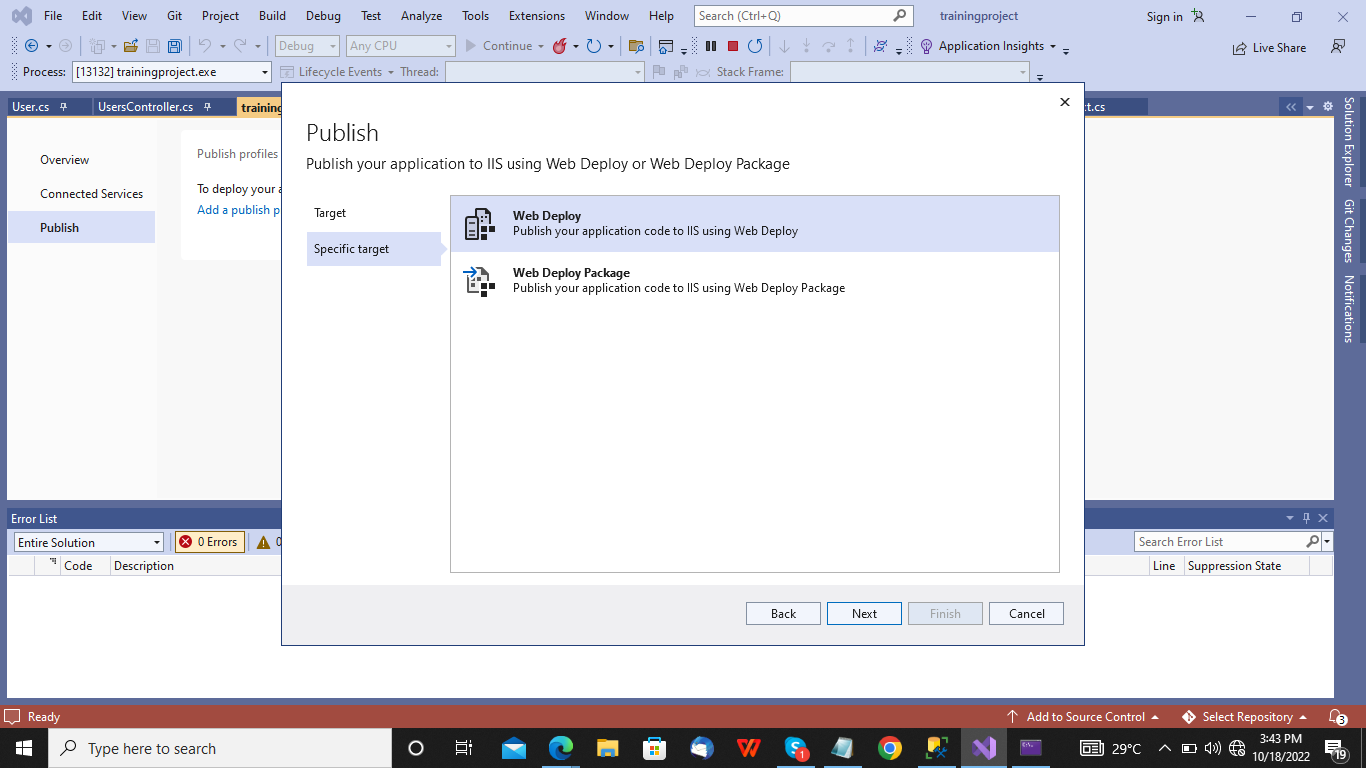 File Edit View Git Project Build Debug Test Analyze Tools Extensions Window Help Search (Ctrl+Q) trainingproject Sign in
Debug Any CPU Continue Application Insights Live Share
Process: [13132] trainingproject.exe Lifecycle Events Thread: Stack Frame:
User.cs UsersController.cs training t.cs
Publish
Publish your application to IIS using Web Deploy or Web Deploy Package
Overview
Connected Services
Publish
Publish profiles
To deploy your a
Add a publish p
Target
Specific target
Web Deploy
Publish your application code to IIS using Web Deploy
Web Deploy Package
Publish your application code to IIS using Web Deploy Package
Back Next Finish Cancel
Solution Explorer
Git Changes
Notifications
Error List
Entire Solution 0 Errors 0 Search Error List
Code Description Line Suppression State
Ready Add to Source Control Select Repository 3
Type here to search 1 29°C 3:43 PM
10/18/2022 19